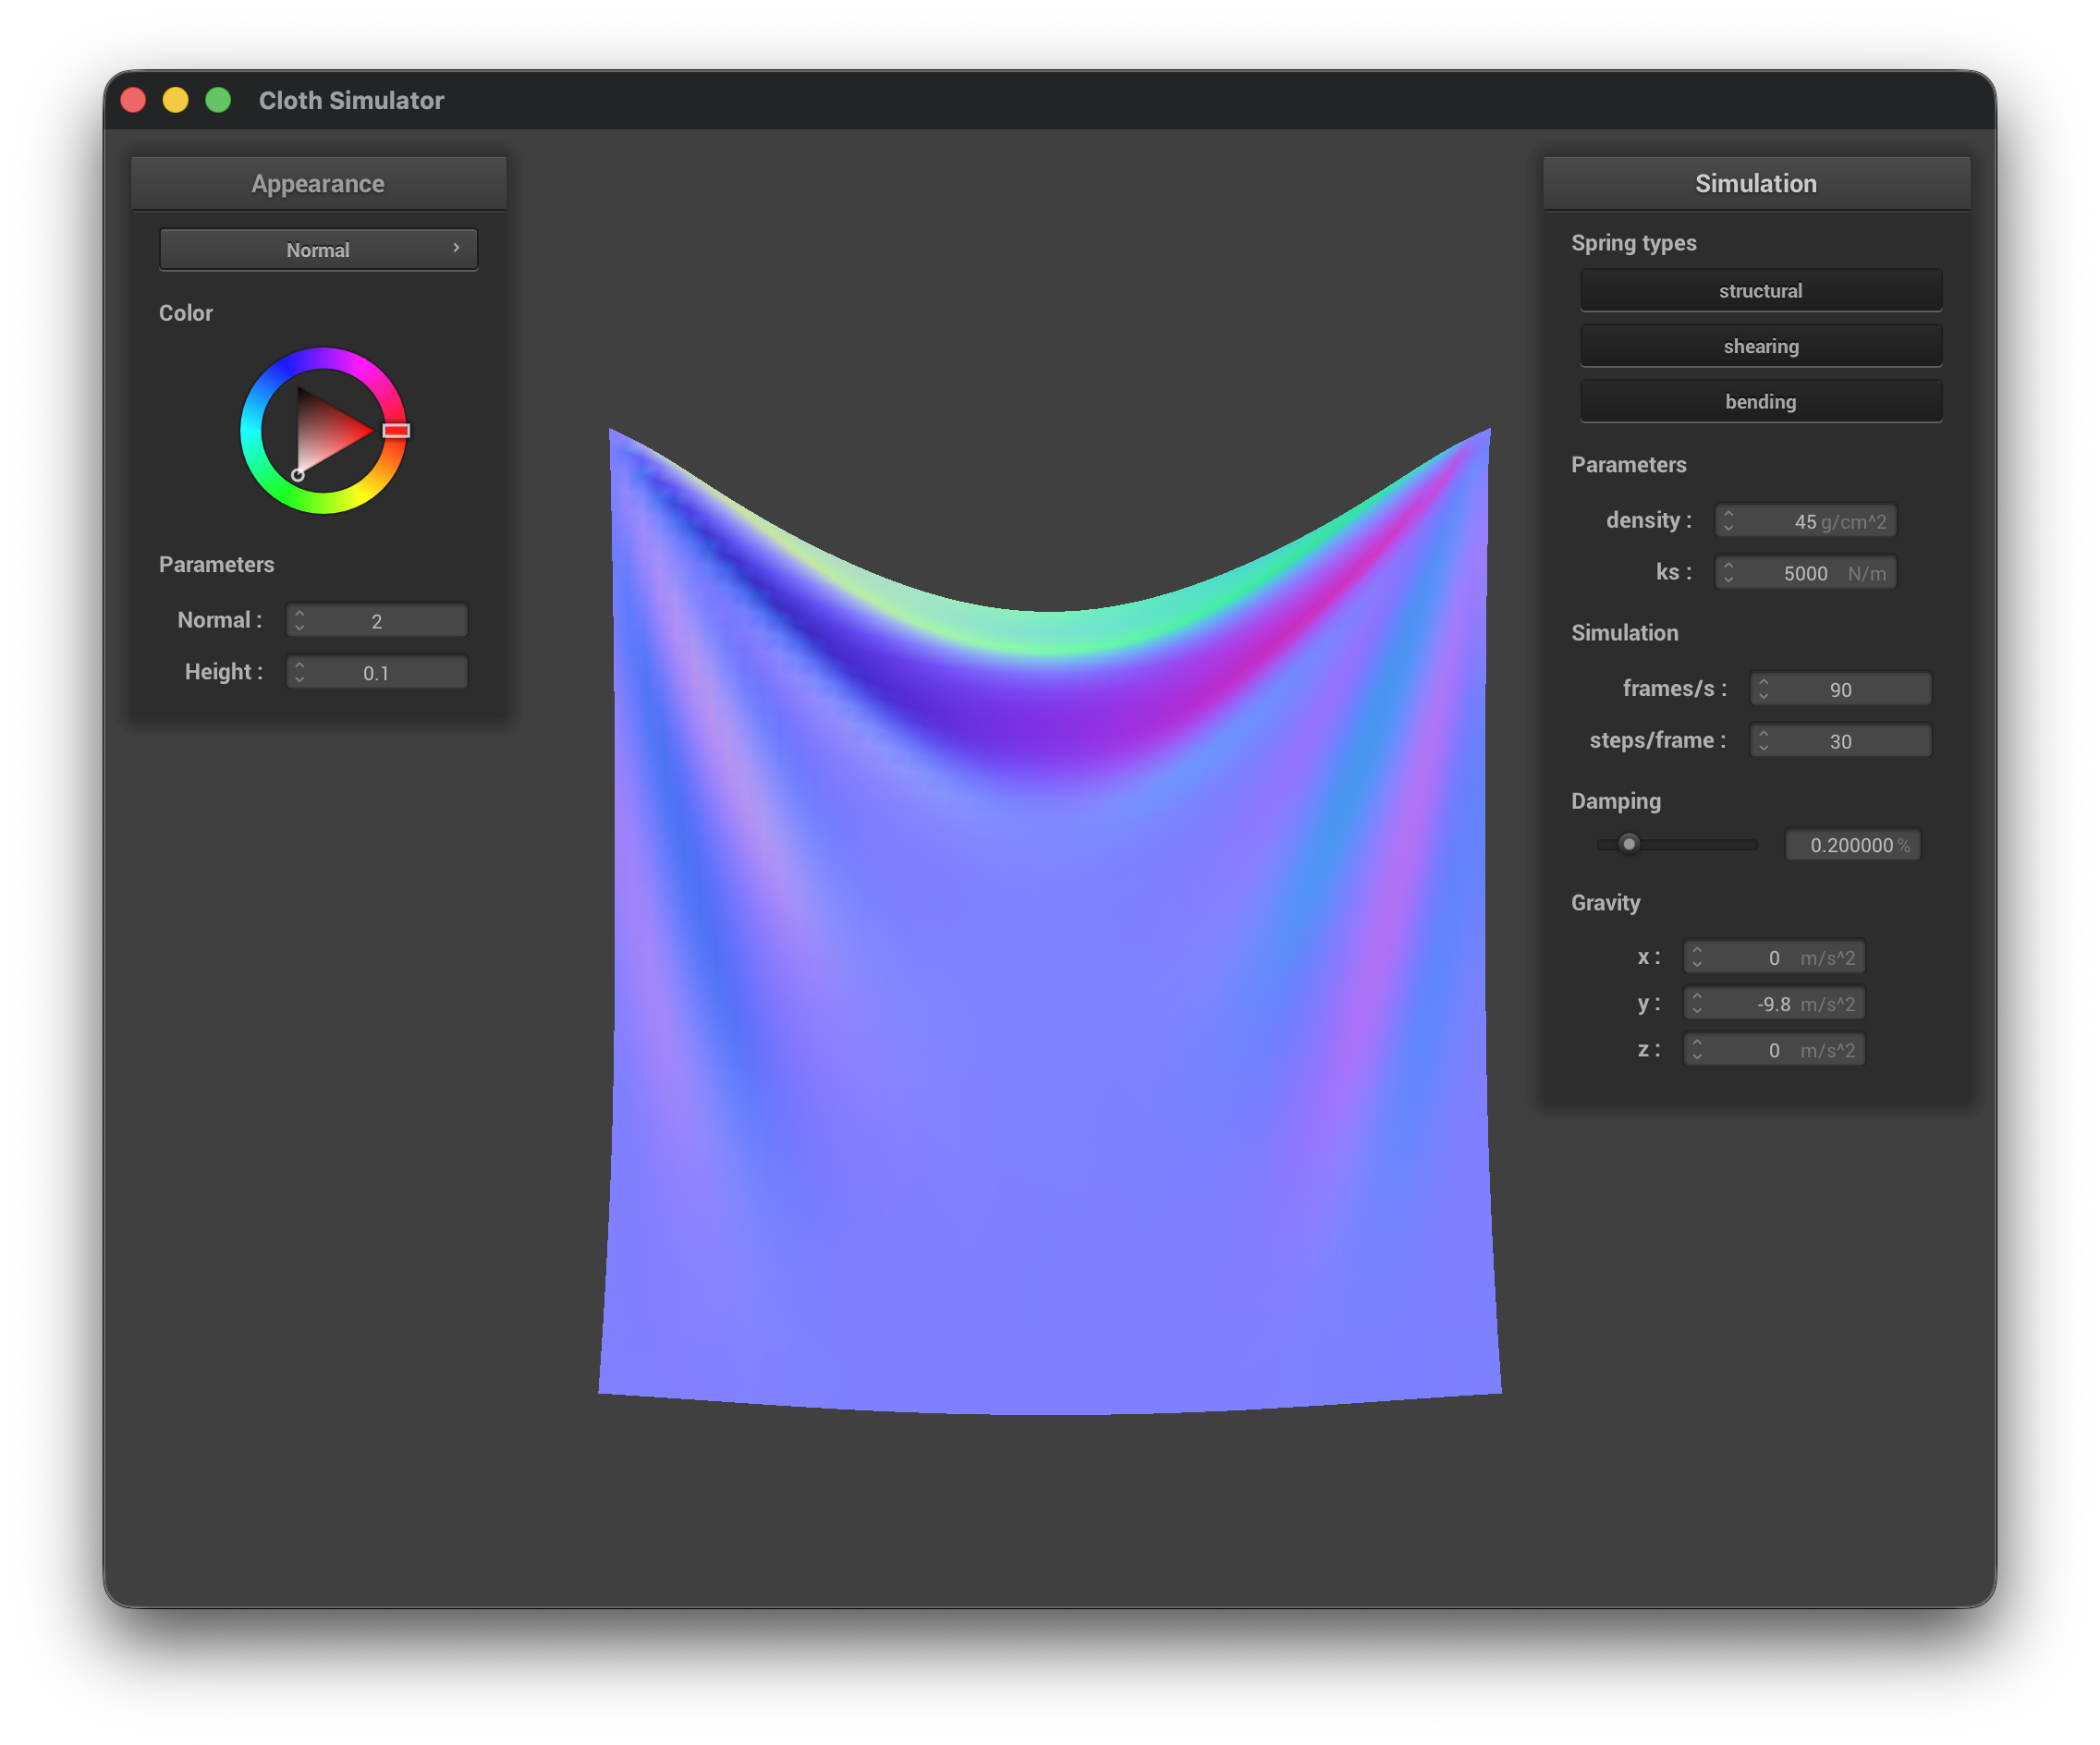 Cloth Simulator
Appearance
Normal
Color
Parameters
Normal : 2
Height : 0.1
Simulation
Spring types
structural
shearing
bending
Parameters
density : 45 g/cm^2
ks : 5000 N/m
Simulation
frames/s : 90
steps/frame : 30
Damping
0.200000 %
Gravity
x : 0 m/s^2
y : -9.8 m/s^2
z : 0 m/s^2